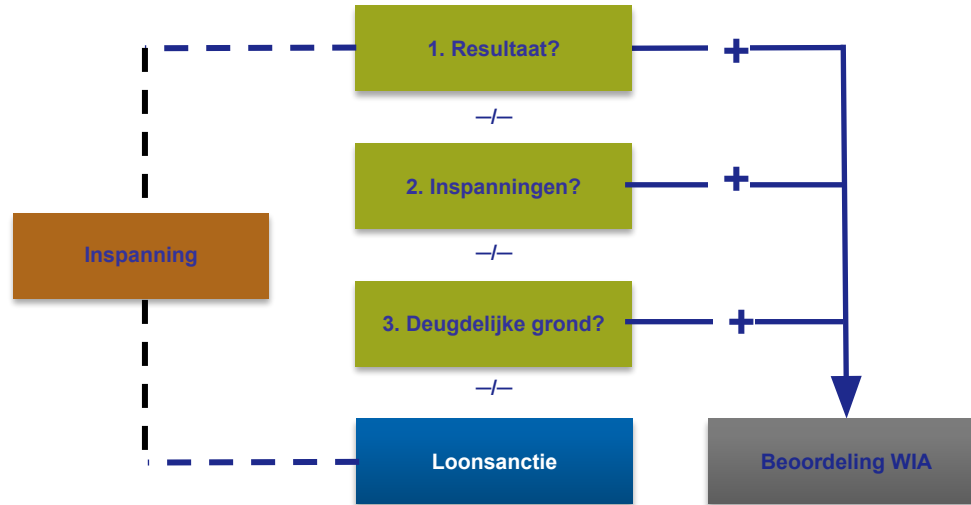 1. Resultaat?
+
—/—
2. Inspanningen?
+
Inspanning
—/—
3. Deugdelijke grond?
+
—/—
Loonsanctie
Beoordeling WIA